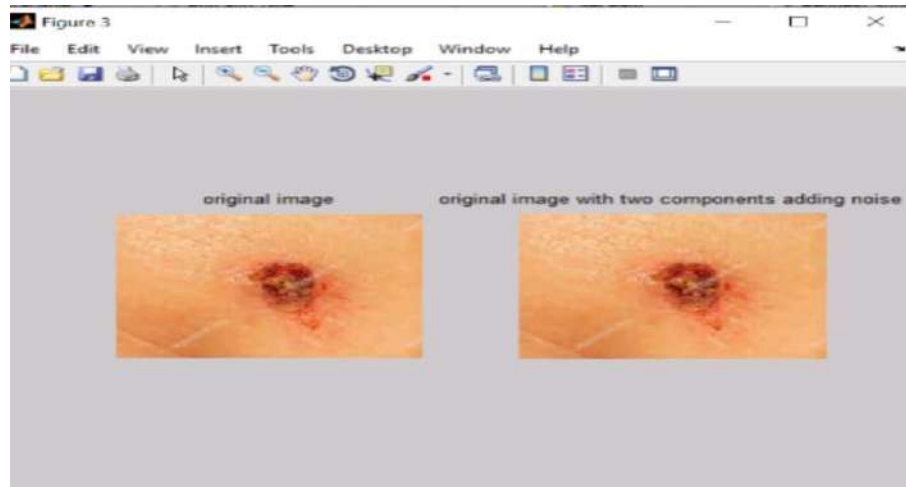 Figure 3
File Edit View Insert Tools Desktop Window Help
original image
original image with two components adding noise